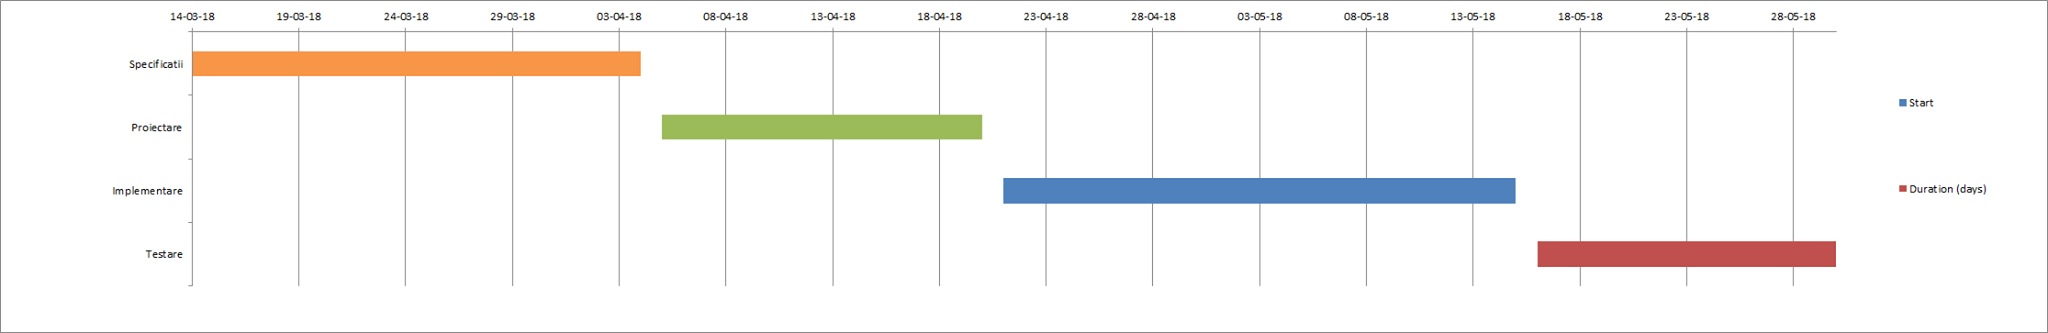 14-03-18 19-03-18 24-03-18 29-03-18 03-04-18 08-04-18 13-04-18 18-04-18 23-04-18 28-04-18 03-05-18 08-05-18 13-05-18 18-05-18 23-05-18 28-05-18
Specificatii
Proiectare
Implementare
Testare
Start
Duration (days)